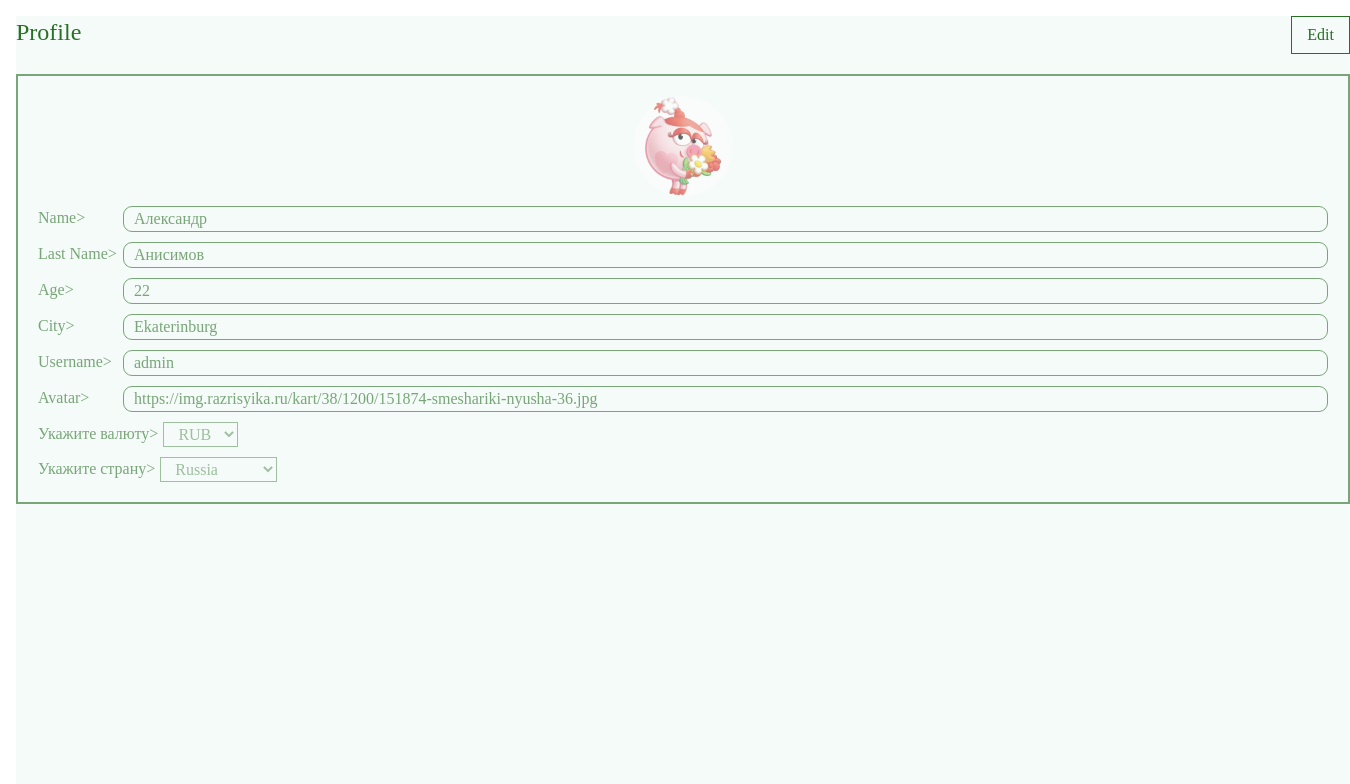 Profile
Edit
Name> Александр
Last Name> Анисимов
Age> 22
City> Ekaterinburg
Username> admin
Avatar> https://img.razrisyika.ru/kart/38/1200/151874-smeshariki-nyusha-36.jpg
Укажите валюту> RUB
Укажите страну> Russia